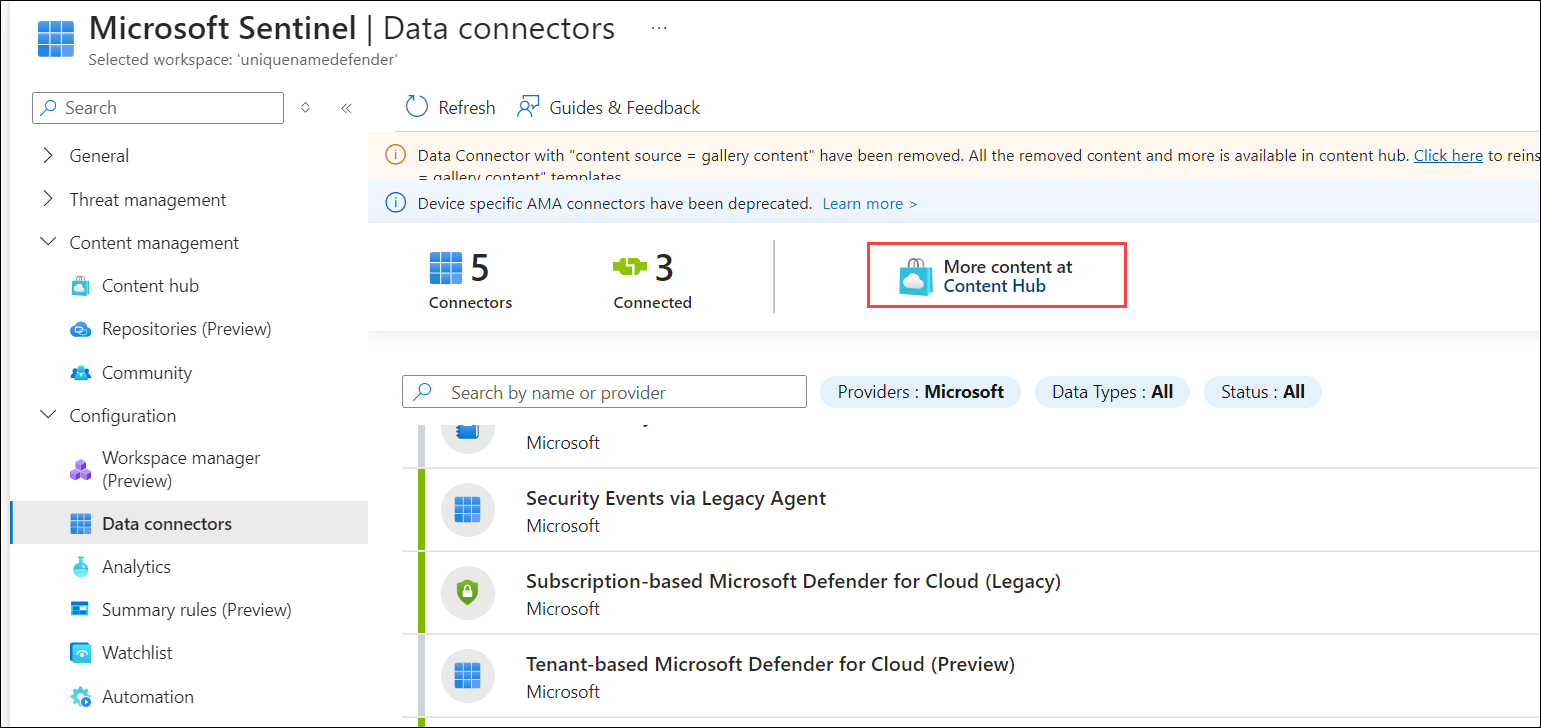 Microsoft Sentinel | Data connectors ...
Selected workspace: 'uniquenamedefender'
Search
General
Threat management
Content management
Content hub
Repositories (Preview)
Community
Configuration
Workspace manager
(Preview)
Data connectors
Analytics
Summary rules (Preview)
Watchlist
Automation
Refresh
Guides & Feedback
Data Connector with "content source = gallery content" have been removed. All the removed content and more is available in content hub. Click here to reins
= gallery content" templates
Device specific AMA connectors have been deprecated. Learn more >
5
Connectors
3
Connected
More content at
Content Hub
Search by name or provider
Providers : Microsoft
Data Types : All
Status : All
Microsoft
Security Events via Legacy Agent
Microsoft
Subscription-based Microsoft Defender for Cloud (Legacy)
Microsoft
Tenant-based Microsoft Defender for Cloud (Preview)
Microsoft